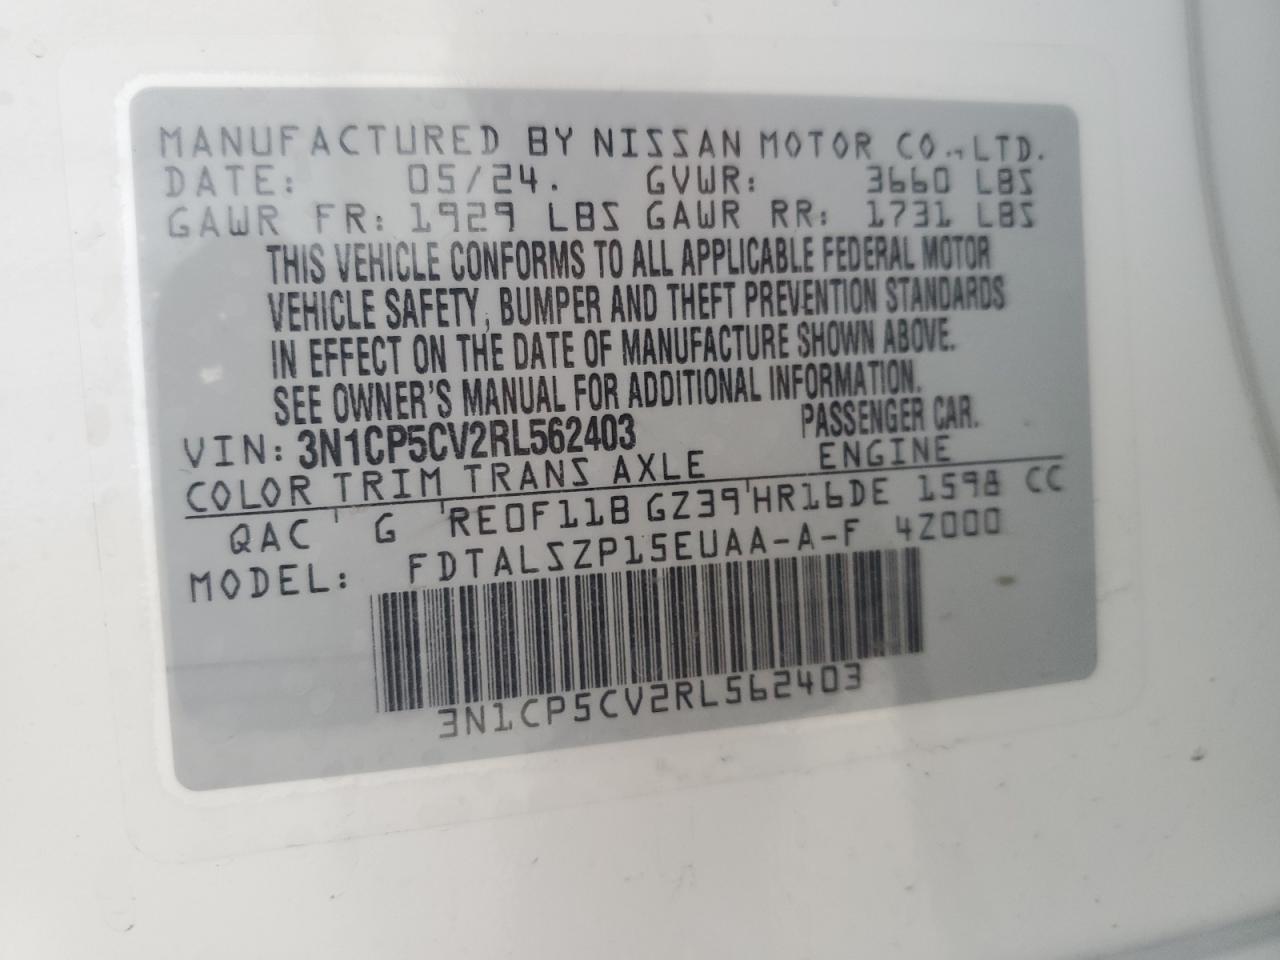 MANUFACTURED BY NISSAN MOTOR CO., LTD.
DATE: 05/24. GVWR: 3660 LBS
GAWR FR: 1929 LBS GAWR RR: 1731 LBS
THIS VEHICLE CONFORMS TO ALL APPLICABLE FEDERAL MOTOR
VEHICLE SAFETY, BUMPER AND THEFT PREVENTION STANDARDS
IN EFFECT ON THE DATE OF MANUFACTURE SHOWN ABOVE.
SEE OWNER'S MANUAL FOR ADDITIONAL INFORMATION.
VIN: 3N1CP5CV2RL562403 PASSENGER CAR.
COLOR TRIM TRANS AXLE ENGINE
QAC G RE0F11B GZ39 HR16DE 1598 CC
MODEL: FDTALSZP15EUAA-A-F 4Z000
3N1CP5CV2RL562403